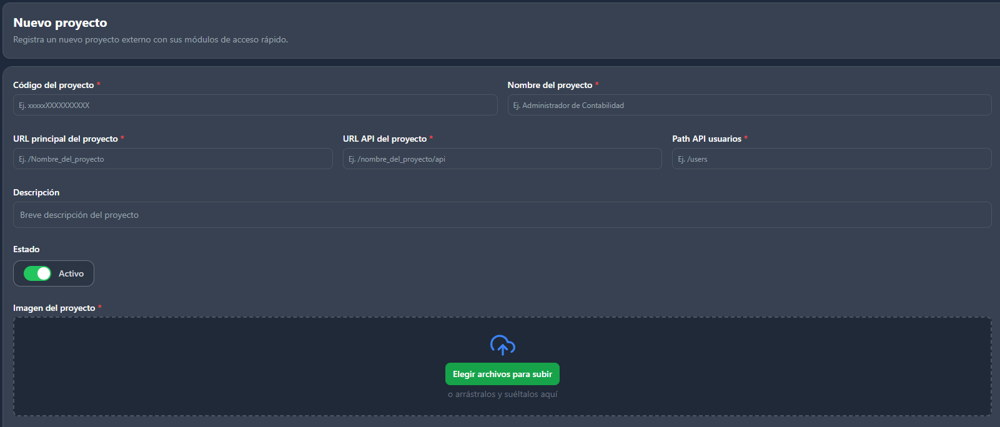 Nuevo proyecto
Registra un nuevo proyecto externo con sus módulos de acceso rápido.
Código del proyecto *
Nombre del proyecto *
Ej. xxxxxXXXXXXXXXX
Ej. Administrador de Contabilidad
URL principal del proyecto *
URL API del proyecto *
Path API usuarios *
Ej. /Nombre_del_proyecto
Ej. /nombre_del_proyecto/api
Ej. /users
Descripción
Breve descripción del proyecto
Estado
Activo
Imagen del proyecto *
Elegir archivos para subir
o arrástralos y suéltalos aquí